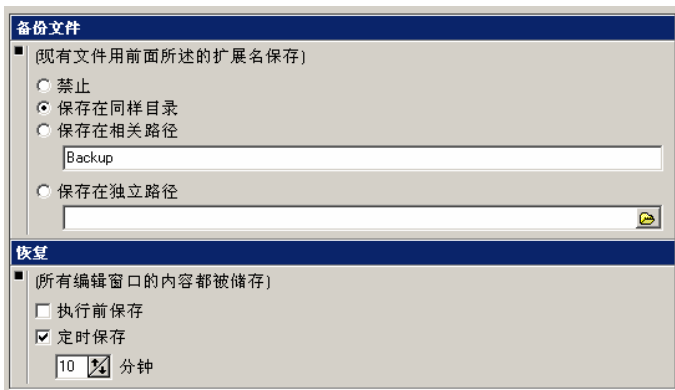 备份文件
(现有文件用前面所述的扩展名保存)
禁止
保存在同样目录
保存在相关路径
Backup
保存在独立路径
恢复
(所有编辑窗口的内容都被储存)
执行前保存
定时保存
10 分钟